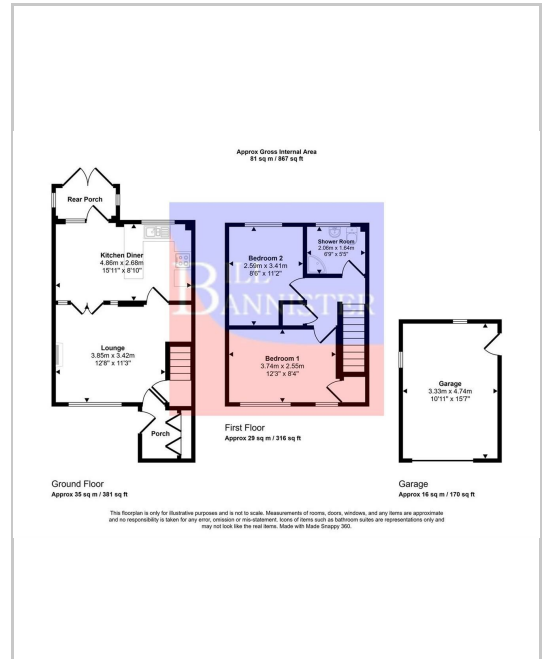 Approx Gross Internal Area
81 sq m / 867 sq ft
Rear Porch
Kitchen Diner
4.86m x 2.68m
15'11" x 8'10"
Lounge
3.85m x 3.42m
12'8" x 11'3"
Porch
Ground Floor
Approx 35 sq m / 381 sq ft
Bedroom 2
2.59m x 3.41m
8'6" x 11'2"
Shower Room
2.06m x 1.64m
6'9" x 5'5"
BILL
BANNISTER
Bedroom 1
3.74m x 2.55m
12'3" x 8'4"
First Floor
Approx 29 sq m / 316 sq ft
Garage
3.33m x 4.74m
10'11" x 15'7"
Garage
Approx 16 sq m / 170 sq ft
This floorplan is only for illustrative purposes and is not to scale. Measurements of rooms, doors, windows, and any items are approximate
and no responsibility is taken for any error, omission or mis-statement. Icons of items such as bathroom suites are representations only and
may not look like the real items. Made with Made Snappy 360.